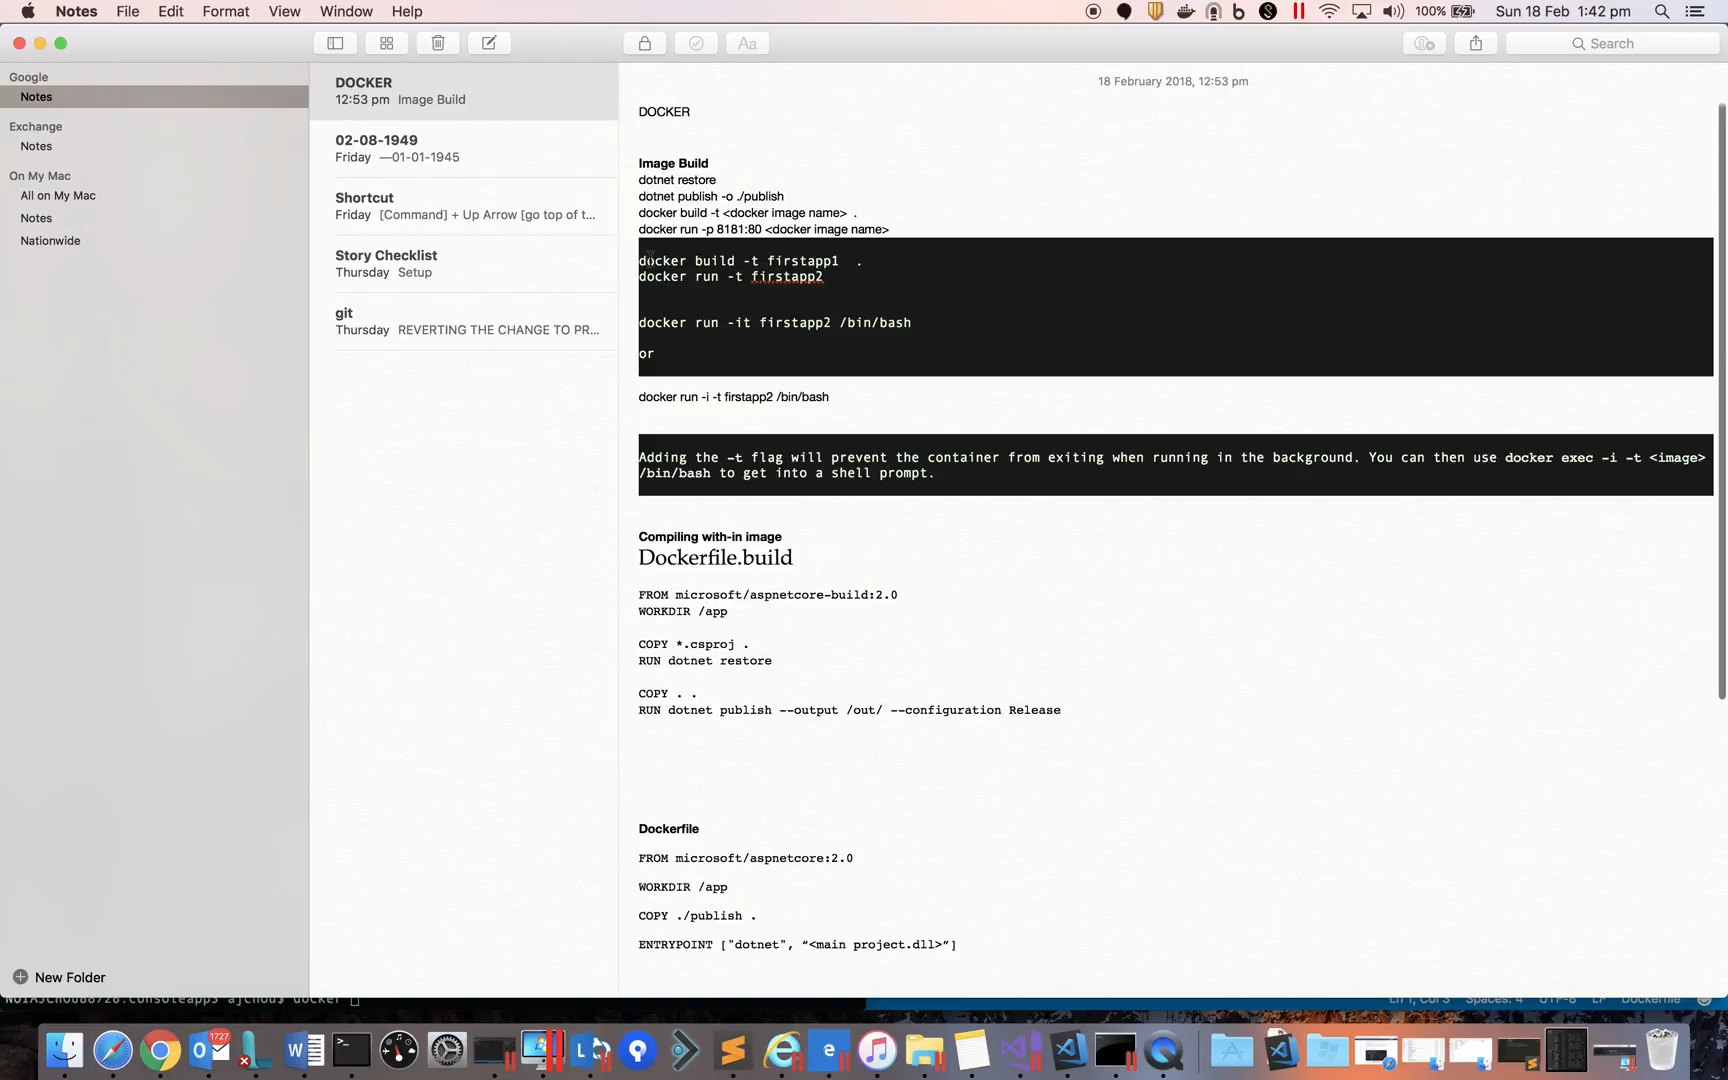 Notes File Edit Format View Window Help 100% Sun 18 Feb 1:42 pm
Aa Search
Google
Notes
Exchange
Notes
On My Mac
All on My Mac
Notes
Nationwide
New Folder
DOCKER
12:53 pm Image Build
02-08-1949
Friday —01-01-1945
Shortcut
Friday [Command] + Up Arrow [go top of t...
Story Checklist
Thursday Setup
git
Thursday REVERTING THE CHANGE TO PR...
18 February 2018, 12:53 pm
DOCKER
Image Build
dotnet restore
dotnet publish -o ./publish
docker build -t <docker image name> .
docker run -p 8181:80 <docker image name>
docker build -t firstapp1 .
docker run -t firstapp2
docker run -it firstapp2 /bin/bash
or
docker run -i -t firstapp2 /bin/bash
Adding the -t flag will prevent the container from exiting when running in the background. You can then use docker exec -i -t <image>
/bin/bash to get into a shell prompt.
Compiling with-in image
Dockerfile.build
FROM microsoft/aspnetcore-build:2.0
WORKDIR /app
COPY *.csproj .
RUN dotnet restore
COPY . .
RUN dotnet publish --output /out/ --configuration Release
Dockerfile
FROM microsoft/aspnetcore:2.0
WORKDIR /app
COPY ./publish .
ENTRYPOINT ["dotnet", “<main project.dll>”]
1727